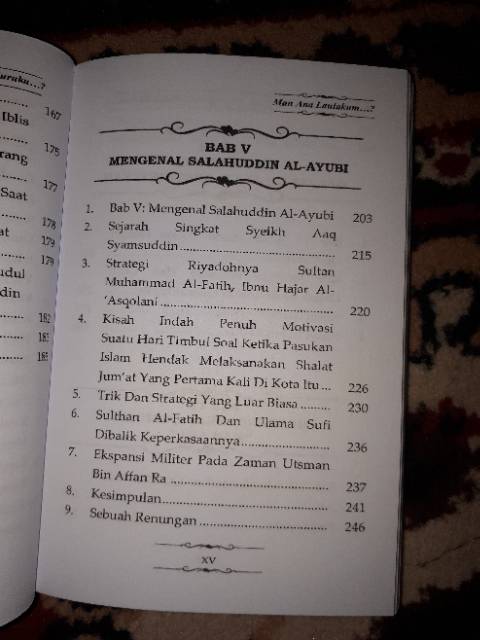 uruku...?
167
Iblis
175
rang
177
Saat
178
at
179
179
udul
din
182
185
Man Ana Laulakum...?
BAB V
MENGENAL SALAHUDDIN AL-AYUBI
1. Bab V: Mengenal Salahuddin Al-Ayubi 203
2. Sejarah Singkat Syeikh Aaq
Syamsuddin 215
3. Strategi Riyadohnya Sultan
Muhammad Al-Fatih, Ibnu Hajar Al-
'Asqolani 220
4. Kisah Indah Penuh Motivasi
Suatu Hari Timbul Soal Ketika Pasukan
Islam Hendak Melaksanakan Shalat
Jum'at Yang Pertama Kali Di Kota Itu ... 226
5. Trik Dan Strategi Yang Luar Biasa 230
6. Sulthan Al-Fatih Dan Ulama Sufi
Dibalik Keperkasaannya 236
7. Ekspansi Militer Pada Zaman Utsman
Bin Affan Ra 237
8. Kesimpulan 241
9. Sebuah Renungan 246
XV